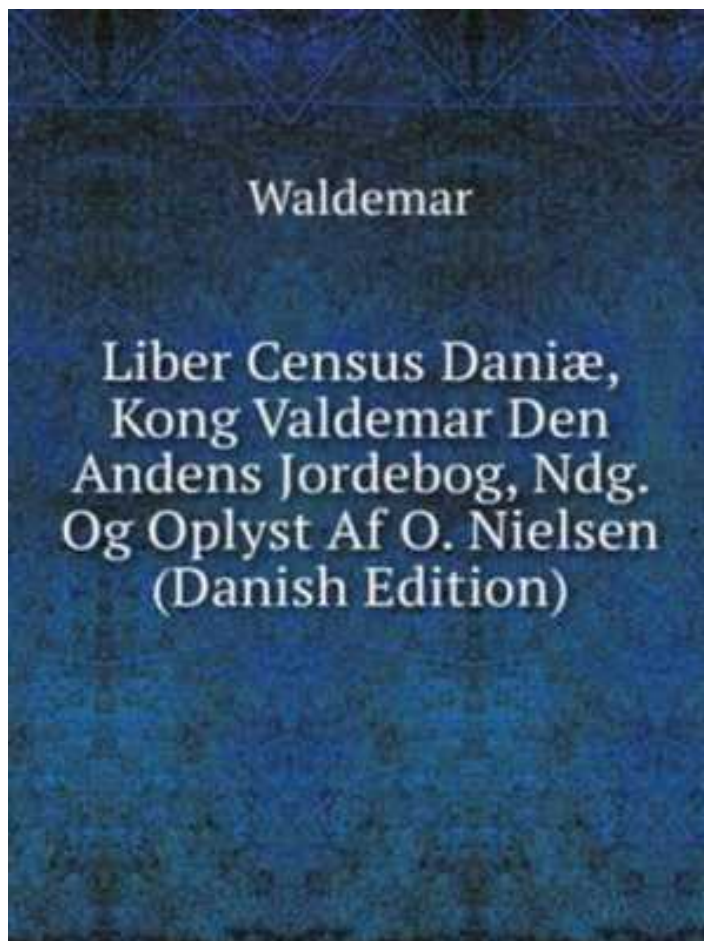 Waldemar
Liber Census Daniæ,
Kong Valdemar Den
Andens Jordebog, Ndg.
Og Oplyst Af O. Nielsen
(Danish Edition)